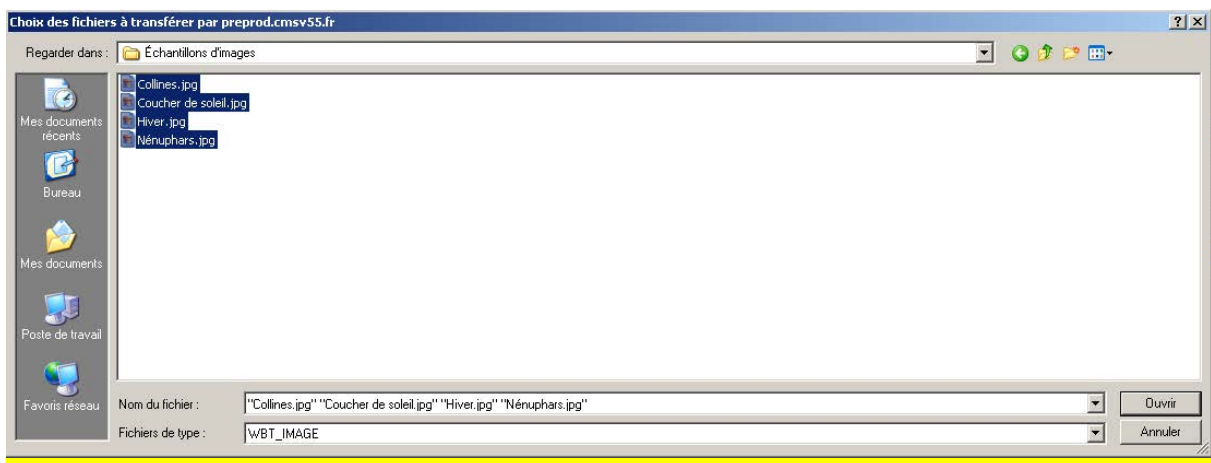 Choix des fichiers à transférer par preprod.cmsv55.fr
Regarder dans :
Échantillons d'images
Collines.jpg
Coucher de soleil.jpg
Hiver.jpg
Nénuphars.jpg
Mes documents
récents
Bureau
Mes documents
Poste de travail
Favoris réseau
Nom du fichier :
"Collines.jpg" "Coucher de soleil.jpg" "Hiver.jpg" "Nénuphars.jpg"
Ouvrir
Fichiers de type :
WBT_IMAGE
Annuler